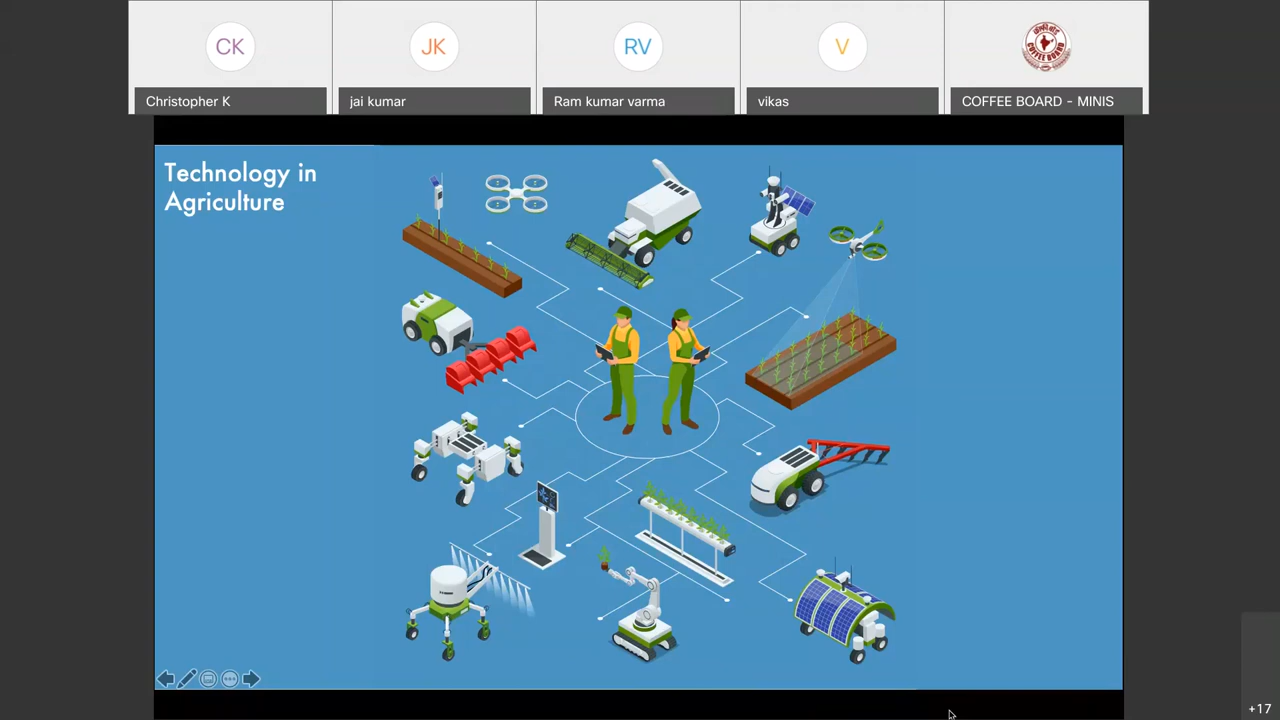 CK
JK
RV
V
Christopher K
jai kumar
Ram kumar varma
vikas
COFFEE BOARD - MINIS
Technology in
Agriculture
+17